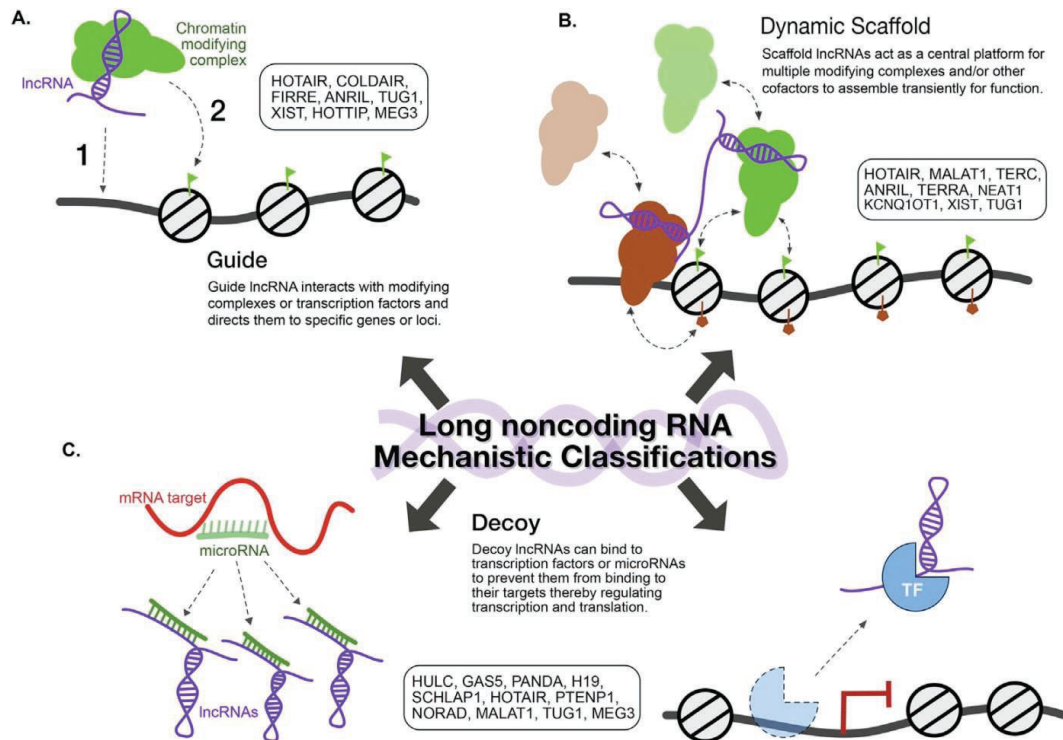 A.
Chromatin
modifying
complex
lncRNA
1
2
HOTAIR, COLDAIR,
FIRRE, ANRIL, TUG1,
XIST, HOTTIP, MEG3
Guide
Guide lncRNA interacts with modifying
complexes or transcription factors and
directs them to specific genes or loci.
B.
Dynamic Scaffold
Scaffold lncRNAs act as a central platform for
multiple modifying complexes and/or other
cofactors to assemble transiently for function.
HOTAIR, MALAT1, TERC,
ANRIL, TERRA, NEAT1
KCNQ1OT1, XIST, TUG1
Long noncoding RNA
Mechanistic Classifications
C.
mRNA target
microRNA
lncRNAs
Decoy
Decoy lncRNAs can bind to
transcription factors or microRNAs
to prevent them from binding to
their targets thereby regulating
transcription and translation.
HULC, GAS5, PANDA, H19,
SCHLAP1, HOTAIR, PTENP1,
NORAD, MALAT1, TUG1, MEG3
TF